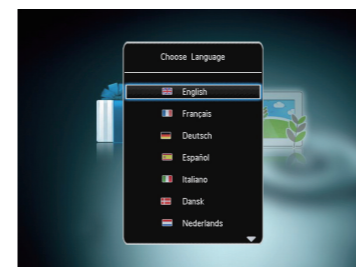 Choose Language
English
Français
Deutsch
Español
Italiano
Dansk
Nederlands